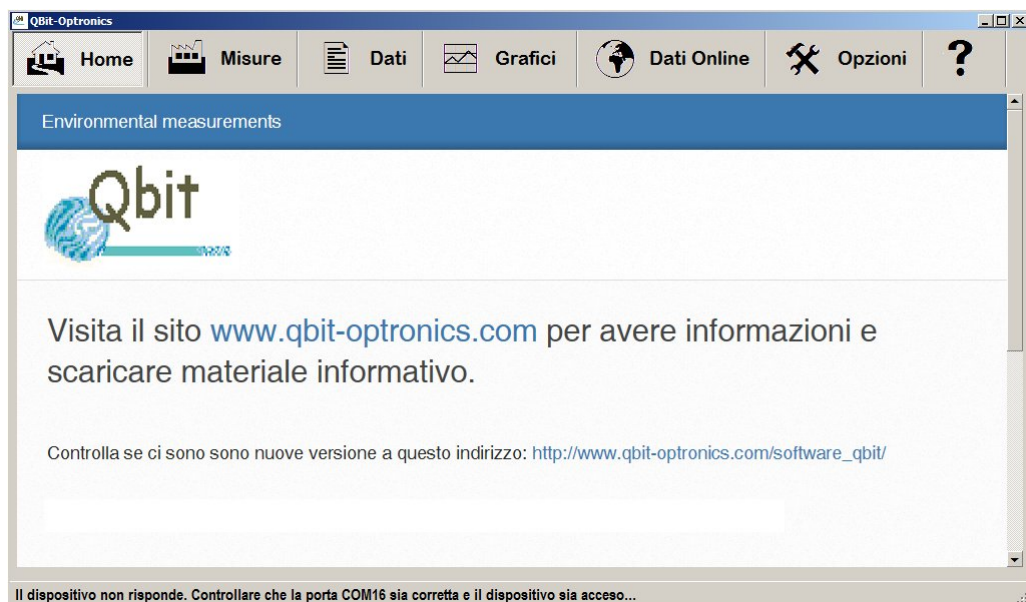 QBit-Optronics
Home Misure Dati Grafici Dati Online Opzioni ?
Environmental measurements
Qbit
Visita il sito www.qbit-optronics.com per avere informazioni e
scaricare materiale informativo.
Controlla se ci sono sono nuove versione a questo indirizzo: http://www.qbit-optronics.com/software_qbit/
Il dispositivo non risponde. Controllare che la porta COM16 sia corretta e il dispositivo sia acceso...